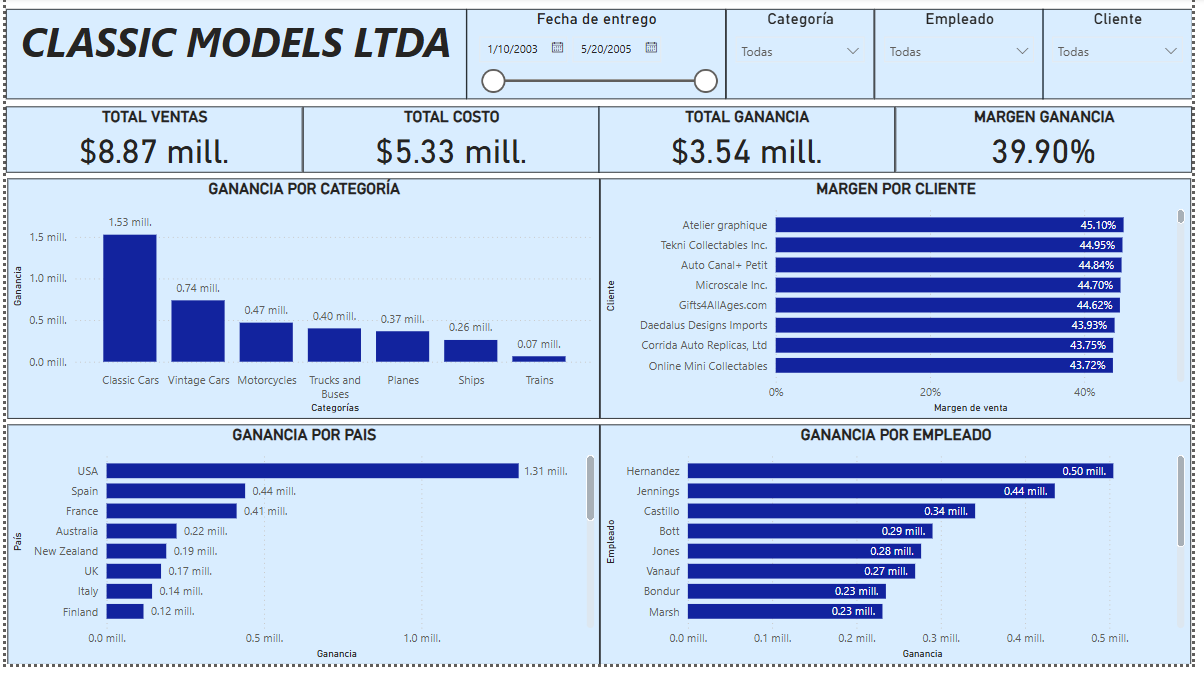 CLASSIC MODELS LTDA
Fecha de entrego
1/10/2003 5/20/2005
Categoría
Todas
Empleado
Todas
Cliente
Todas
TOTAL VENTAS
$8.87 mill.
TOTAL COSTO
$5.33 mill.
TOTAL GANANCIA
$3.54 mill.
MARGEN GANANCIA
39.90%
GANANCIA POR CATEGORÍA
Ganancia
1.5 mill.
1.0 mill.
0.5 mill.
0.0 mill.
1.53 mill.
0.74 mill.
0.47 mill.
0.40 mill.
0.37 mill.
0.26 mill.
0.07 mill.
Classic Cars
Vintage Cars
Motorcycles
Trucks and
Buses
Planes
Ships
Trains
Categorías
MARGEN POR CLIENTE
Cliente
Atelier graphique 45.10%
Tekni Collectables Inc. 44.95%
Auto Canal+ Petit 44.84%
Microscale Inc. 44.70%
Gifts4AllAges.com 44.62%
Daedalus Designs Imports 43.93%
Corrida Auto Replicas, Ltd 43.75%
Online Mini Collectables 43.72%
0% 20% 40%
Margen de venta
GANANCIA POR PAIS
País
USA 1.31 mill.
Spain 0.44 mill.
France 0.41 mill.
Australia 0.22 mill.
New Zealand 0.19 mill.
UK 0.17 mill.
Italy 0.14 mill.
Finland 0.12 mill.
0.0 mill. 0.5 mill. 1.0 mill.
Ganancia
GANANCIA POR EMPLEADO
Empleado
Hernandez 0.50 mill.
Jennings 0.44 mill.
Castillo 0.34 mill.
Bott 0.29 mill.
Jones 0.28 mill.
Vanauf 0.27 mill.
Bondur 0.23 mill.
Marsh 0.23 mill.
0.0 mill. 0.1 mill. 0.2 mill. 0.3 mill. 0.4 mill. 0.5 mill.
Ganancia